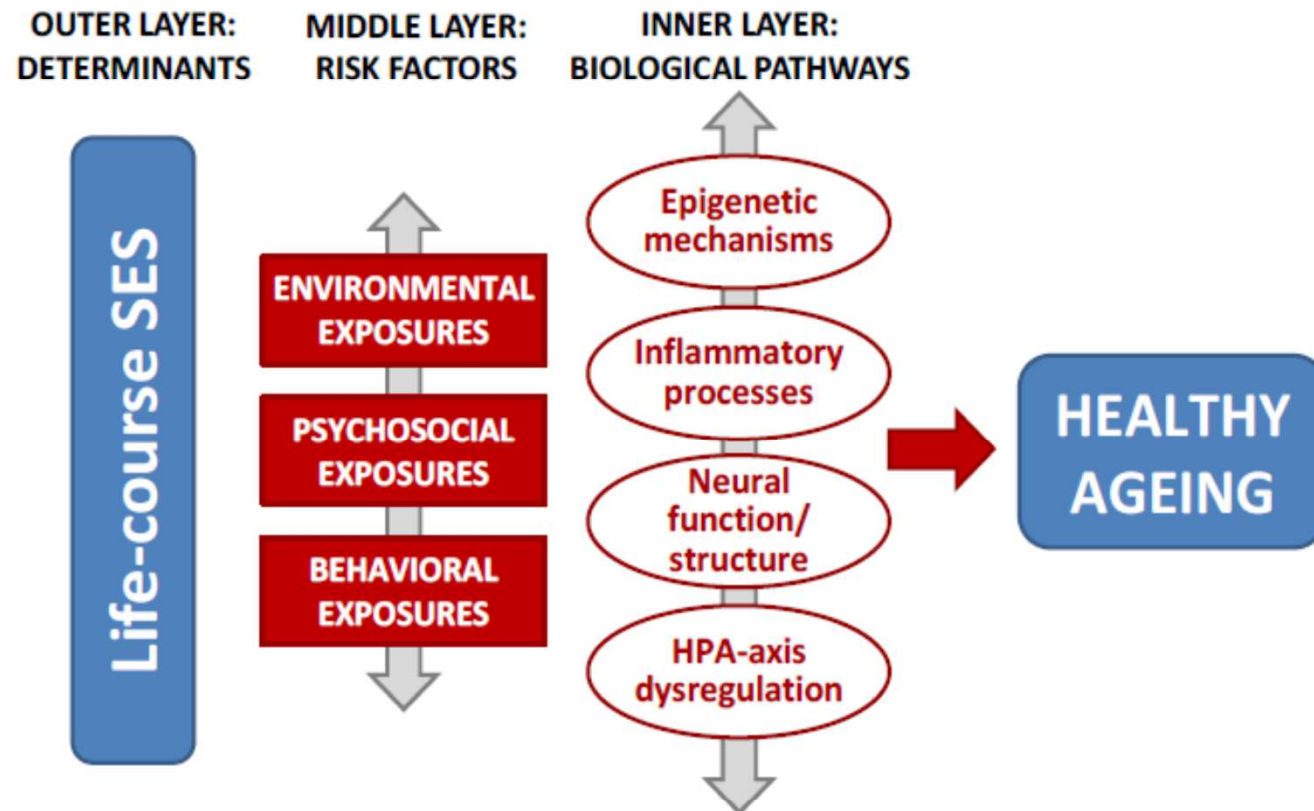 OUTER LAYER:
DETERMINANTS
MIDDLE LAYER:
RISK FACTORS
INNER LAYER:
BIOLOGICAL PATHWAYS
Life-course SES
ENVIRONMENTAL
EXPOSURES
PSYCHOSOCIAL
EXPOSURES
BEHAVIORAL
EXPOSURES
Epigenetic
mechanisms
Inflammatory
processes
Neural
function/
structure
HPA-axis
dysregulation
HEALTHY
AGEING